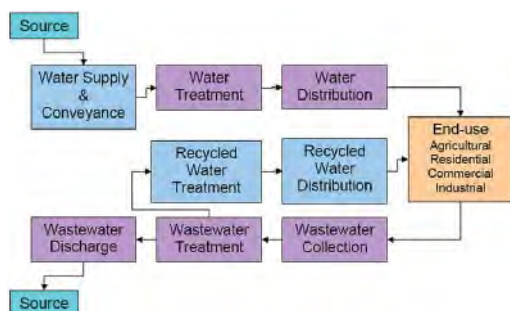 Source
Water Supply
&
Conveyance
Water
Treatment
Water
Distribution
End-use
Agricultural
Residential
Commercial
Industrial
Recycled
Water
Treatment
Recycled
Water
Distribution
Wastewater
Discharge
Wastewater
Treatment
Wastewater
Collection
Source